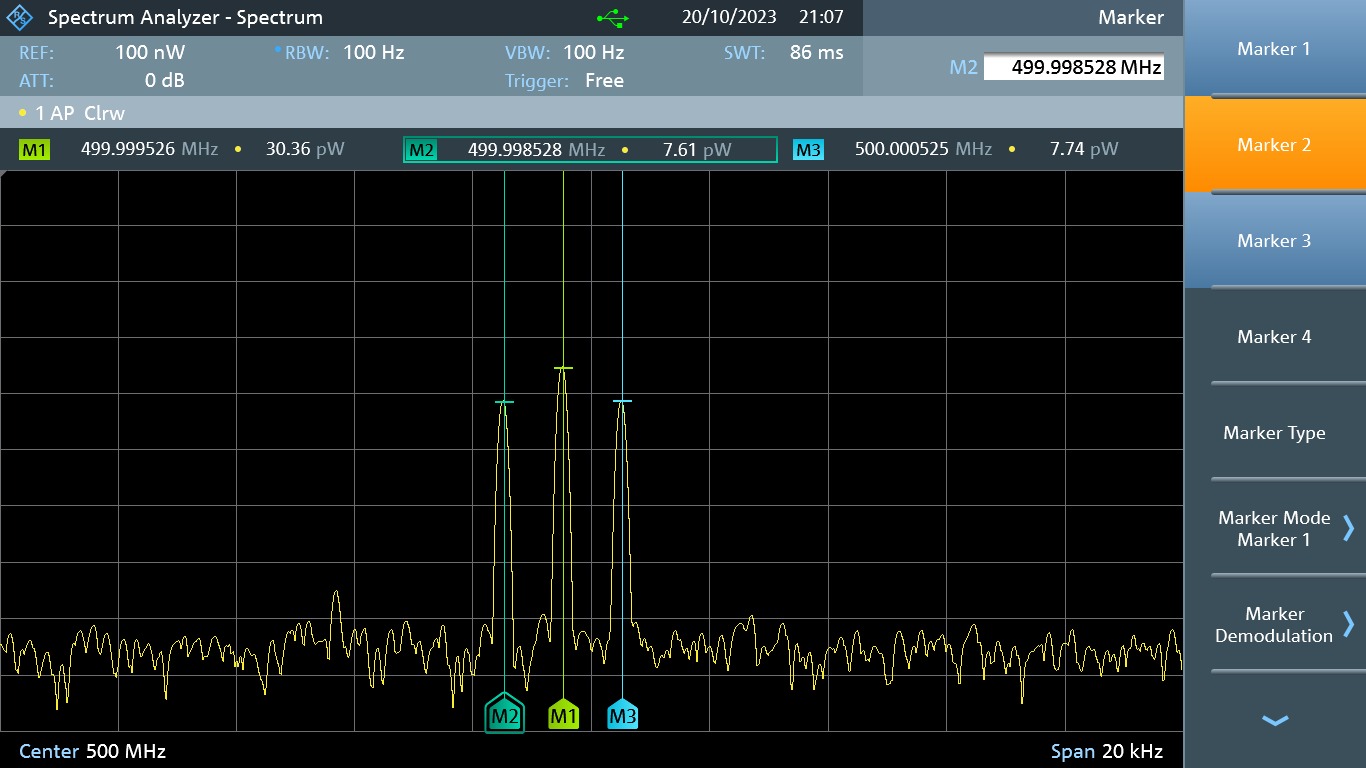 Spectrum Analyzer - Spectrum 20/10/2023 21:07 Marker
REF: 100 nW RBW: 100 Hz VBW: 100 Hz SWT: 86 ms
ATT: 0 dB Trigger: Free
M2 499.998528 MHz
1 AP Clrw
M1 499.999526 MHz 30.36 pW M2 499.998528 MHz 7.61 pW M3 500.000525 MHz 7.74 pW
M2 M1 M3
Center 500 MHz Span 20 kHz
Marker 1
Marker 2
Marker 3
Marker 4
Marker Type
Marker Mode
Marker 1
Marker
Demodulation